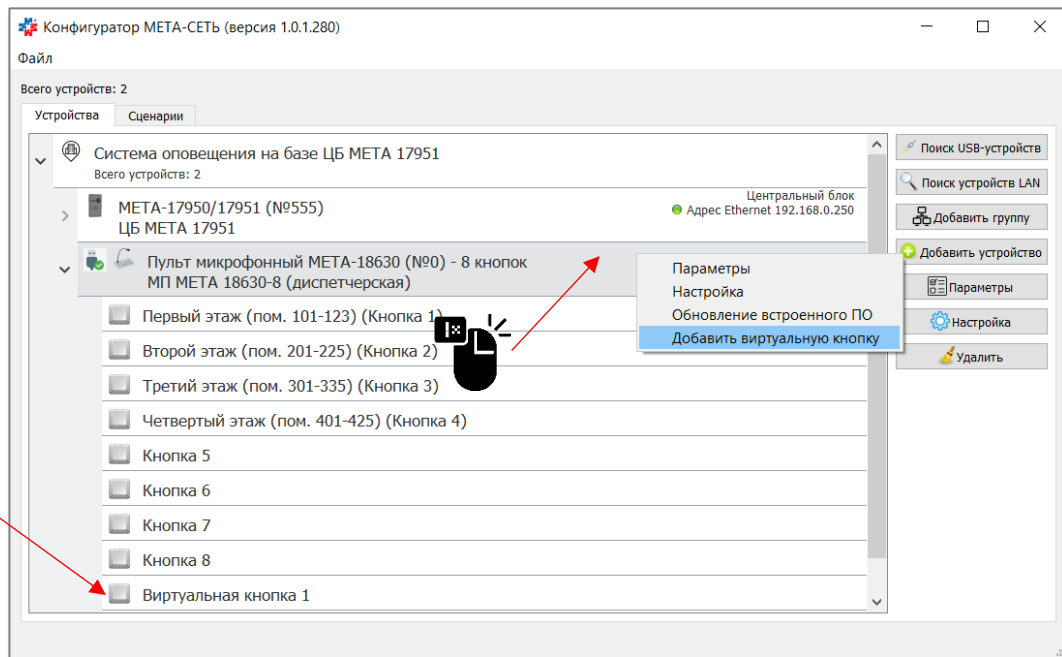 Конфигуратор МЕТА-СЕТЬ (версия 1.0.1.280)
Файл
Всего устройств: 2
Устройства
Сценарии
Система оповещения на базе ЦБ МЕТА 17951
Всего устройств: 2
МЕТА-17950/17951 (№555)
ЦБ МЕТА 17951
Центральный блок
Адрес Ethernet 192.168.0.250
Пульт микрофонный МЕТА-18630 (№0) - 8 кнопок
МП МЕТА 18630-8 (диспетчерская)
Первый этаж (пом. 101-123) (Кнопка 1)
Второй этаж (пом. 201-225) (Кнопка 2)
Третий этаж (пом. 301-335) (Кнопка 3)
Четвертый этаж (пом. 401-425) (Кнопка 4)
Кнопка 5
Кнопка 6
Кнопка 7
Кнопка 8
Виртуальная кнопка 1
1x
Параметры
Настройка
Обновление встроенного ПО
Добавить виртуальную кнопку
Поиск USB-устройств
Поиск устройств LAN
Добавить группу
Добавить устройство
Параметры
Настройка
Удалить